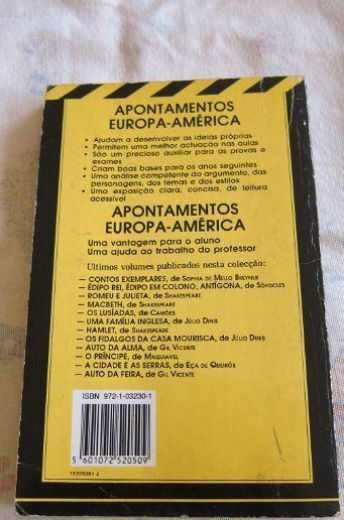 APONTAMENTOS
EUROPA-AMÉRICA
• Ajudam a desenvolver as ideias próprias
• Permitem uma melhor actuação nas aulas
• São um precioso auxiliar para as provas e
exames
• Criam boas bases para os anos seguintes
• Uma análise competente do argumento, das
personagens, dos temas e dos estilos
• Uma exposição clara, concisa, de leitura
acessível
APONTAMENTOS
EUROPA-AMÉRICA
Uma vantagem para o aluno
Uma ajuda ao trabalho do professor
Últimos volumes publicados nesta colecção:
— CONTOS EXEMPLARES, de Sophia de Mello Breyner
— ÉDIPO REI, ÉDIPO EM COLONO, ANTÍGONA, de Sófocles
— ROMEU E JULIETA, de Shakespeare
— MACBETH, de Shakespeare
— OS LUSÍADAS, de Camões
— UMA FAMÍLIA INGLESA, de Júlio Dinis
— HAMLET, de Shakespeare
— OS FIDALGOS DA CASA MOURISCA, de Júlio Dinis
— AUTO DA ALMA, de Gil Vicente
— O PRÍNCIPE, de Maquiavel
— A CIDADE E AS SERRAS, de Eça de Queirós
— AUTO DA FEIRA, de Gil Vicente
ISBN 972-1-03230-1
5 601072 520509